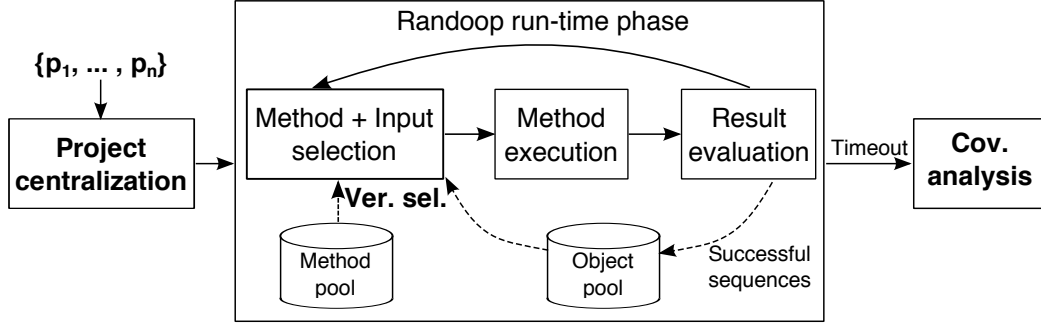 Randoop run-time phase
{p1, ... , pn}
Project
centralization
Method + Input
selection
Method
execution
Result
evaluation
Timeout
Cov.
analysis
Ver. sel.
Method
pool
Object
pool
Successful
sequences